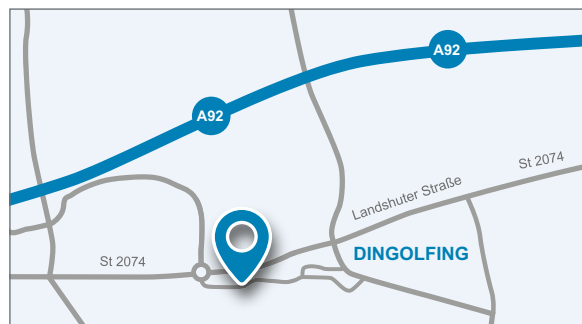 A92
A92
St 2074
Landshuter Straße
DINGOLFING
St 2074